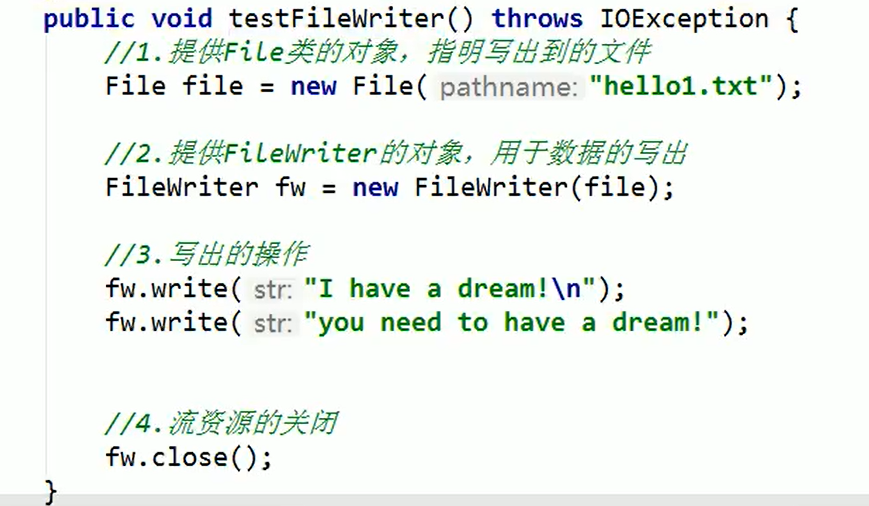 public void testFileWriter() throws IOException {
//1.提供File类的对象，指明写出到的文件
File file = new File( pathname: "hello1.txt");
//2.提供FileWriter的对象，用于数据的写出
FileWriter fw = new FileWriter(file);
//3.写出的操作
fw.write( str: "I have a dream!\n");
fw.write( str: "you need to have a dream!");
//4.流资源的关闭
fw.close();
}